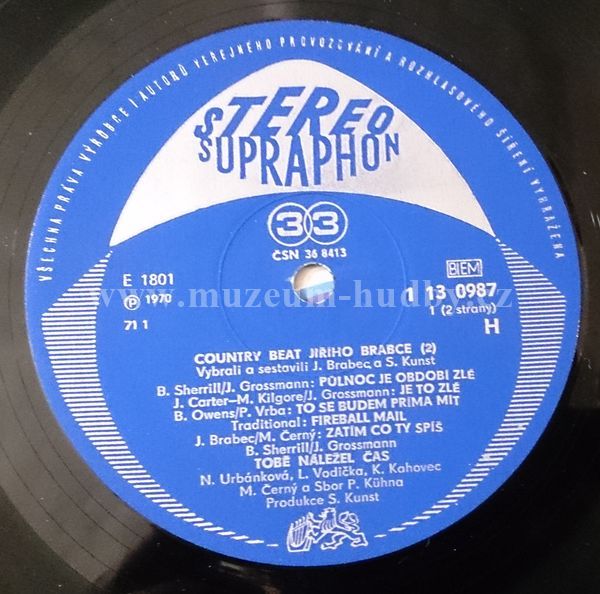 VŠECHNA PRÁVA VÝROBCE I AUTORŮ VEŘEJNÉHO PROVOZOVÁNÍ A ROZHLASOVÉHO ŠÍŘENÍ VYHRAŽENA
STEREO
SUPRAPHON
33
ČSN 36 8413
E 1801
℗ 1970
71 1
BIEM
1 13 0987
1 (2 strany)
H
www.muzeum-hudby.cz
COUNTRY BEAT JIŘÍHO BRABCE (2)
Vybrali a sestavili J. Brabec a S. Kunst
B. Sherrill/J. Grossmann: PŮLNOC JE OBDOBÍ ZLÉ
J. Carter–M. Kilgore/J. Grossmann: JE TO ZLÉ
B. Owens/P. Vrba: TO SE BUDEM PRIMA MÍT
Traditional: FIREBALL MAIL
J. Brabec/M. Černý: ZATÍM CO TY SPÍŠ
B. Sherrill/J. Grossmann
TOBĚ NÁLEŽEL ČAS
N. Urbánková, L. Vodička, K. Kahovec
M. Černý a Sbor P. Kühna
Produkce S. Kunst